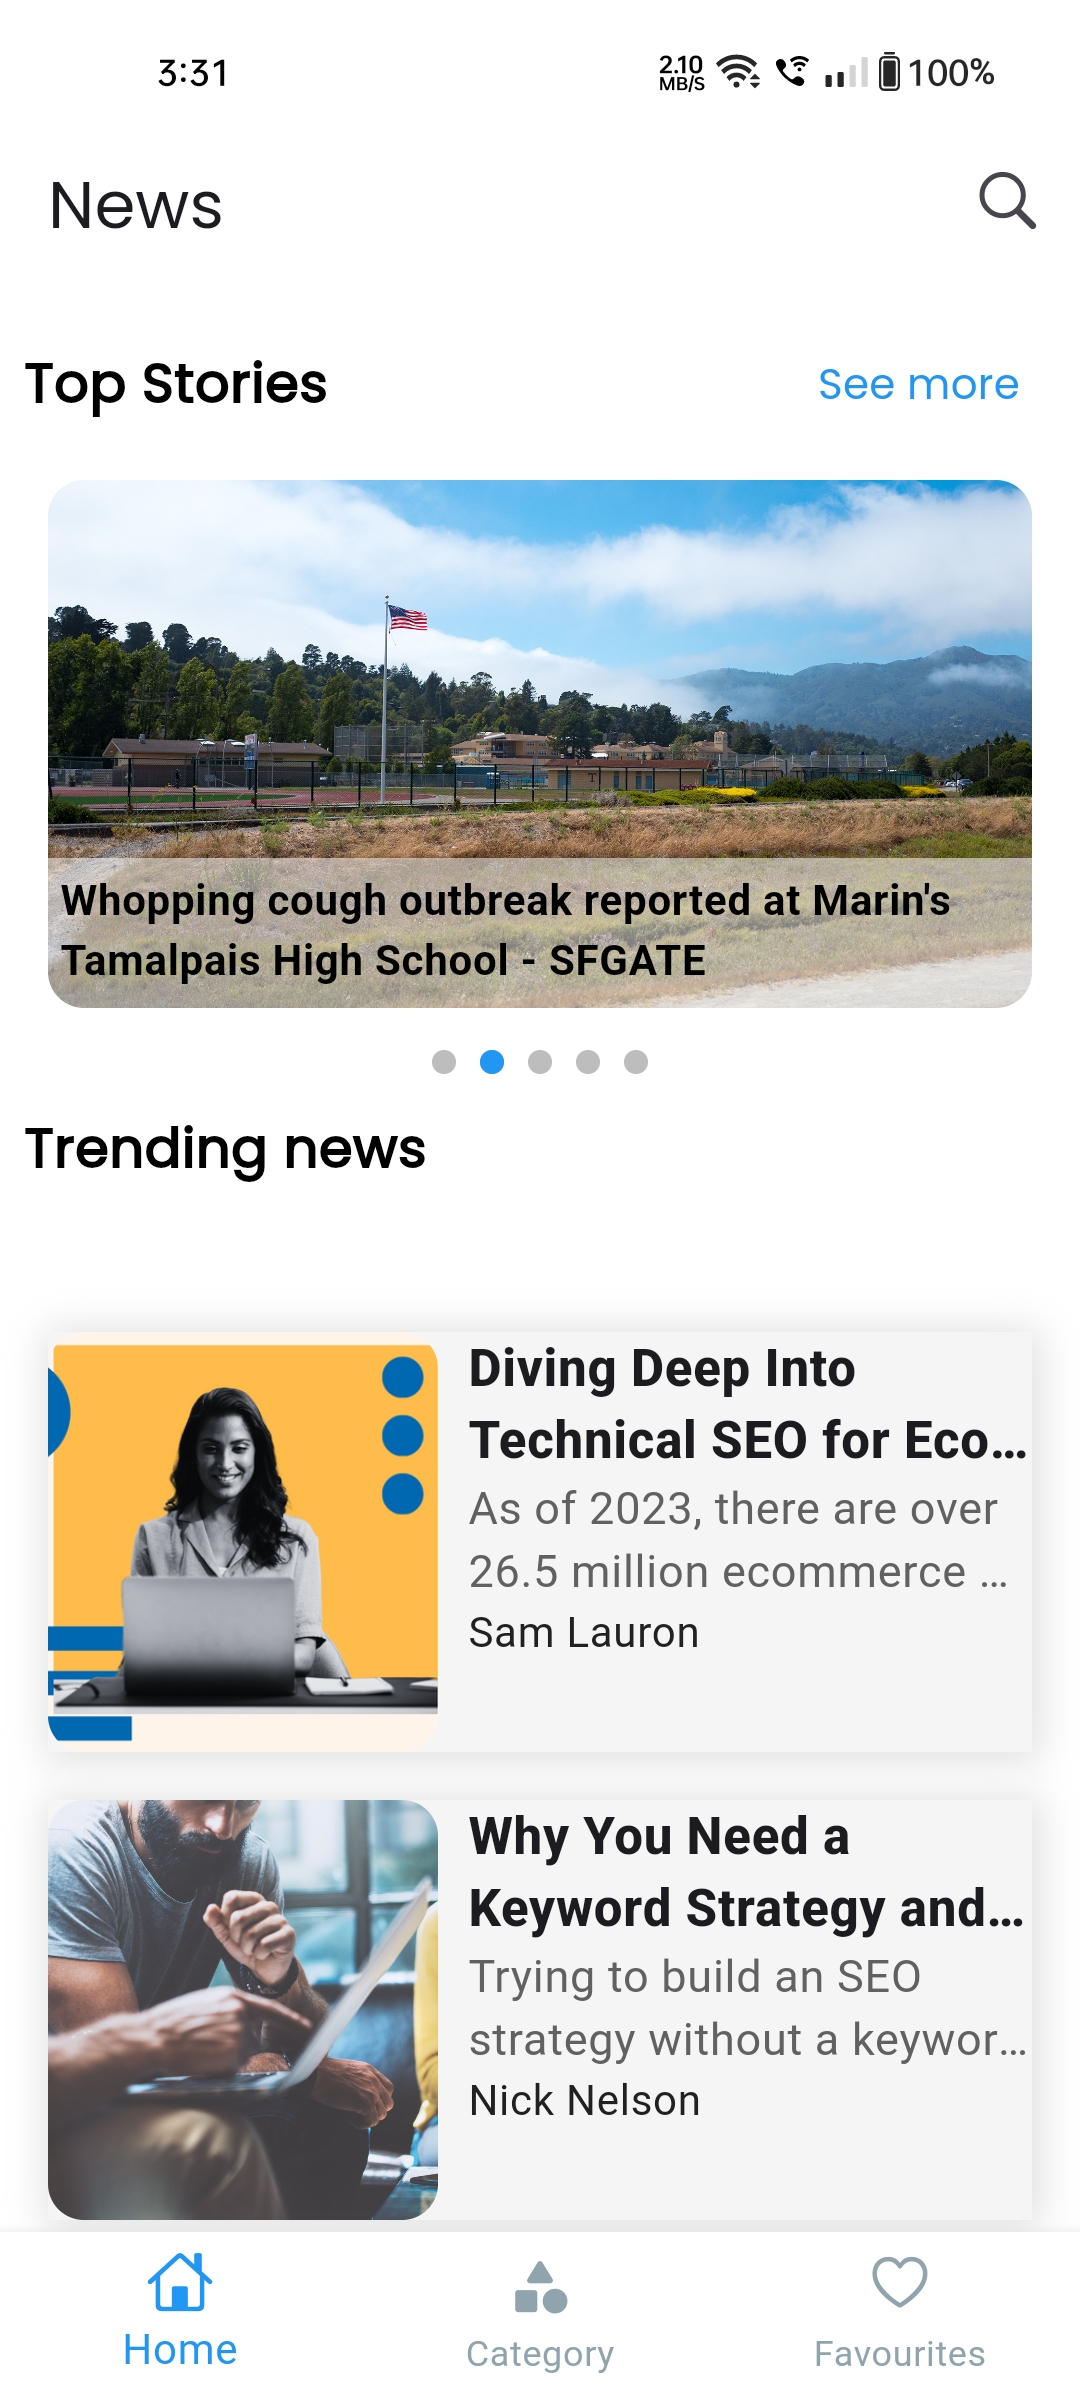 3:31
2.10
MB/S
100%
News
Top Stories
See more
Whopping cough outbreak reported at Marin's
Tamalpais High School - SFGATE
Trending news
Diving Deep Into
Technical SEO for Eco...
As of 2023, there are over
26.5 million ecommerce ...
Sam Lauron
Why You Need a
Keyword Strategy and...
Trying to build an SEO
strategy without a keywor...
Nick Nelson
Home
Category
Favourites